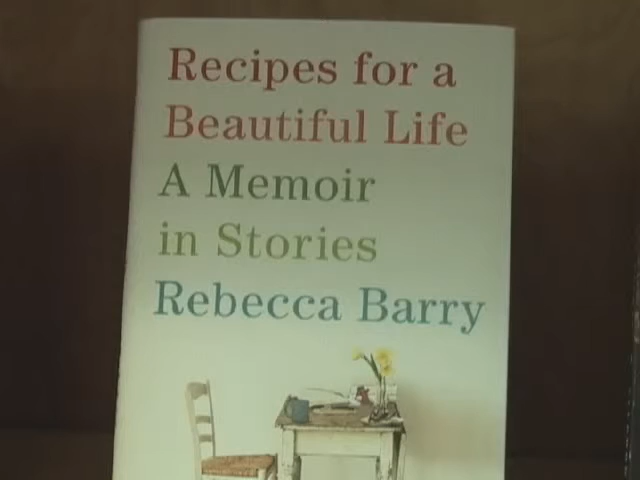 Recipes for a
Beautiful Life
A Memoir
in Stories
Rebecca Barry